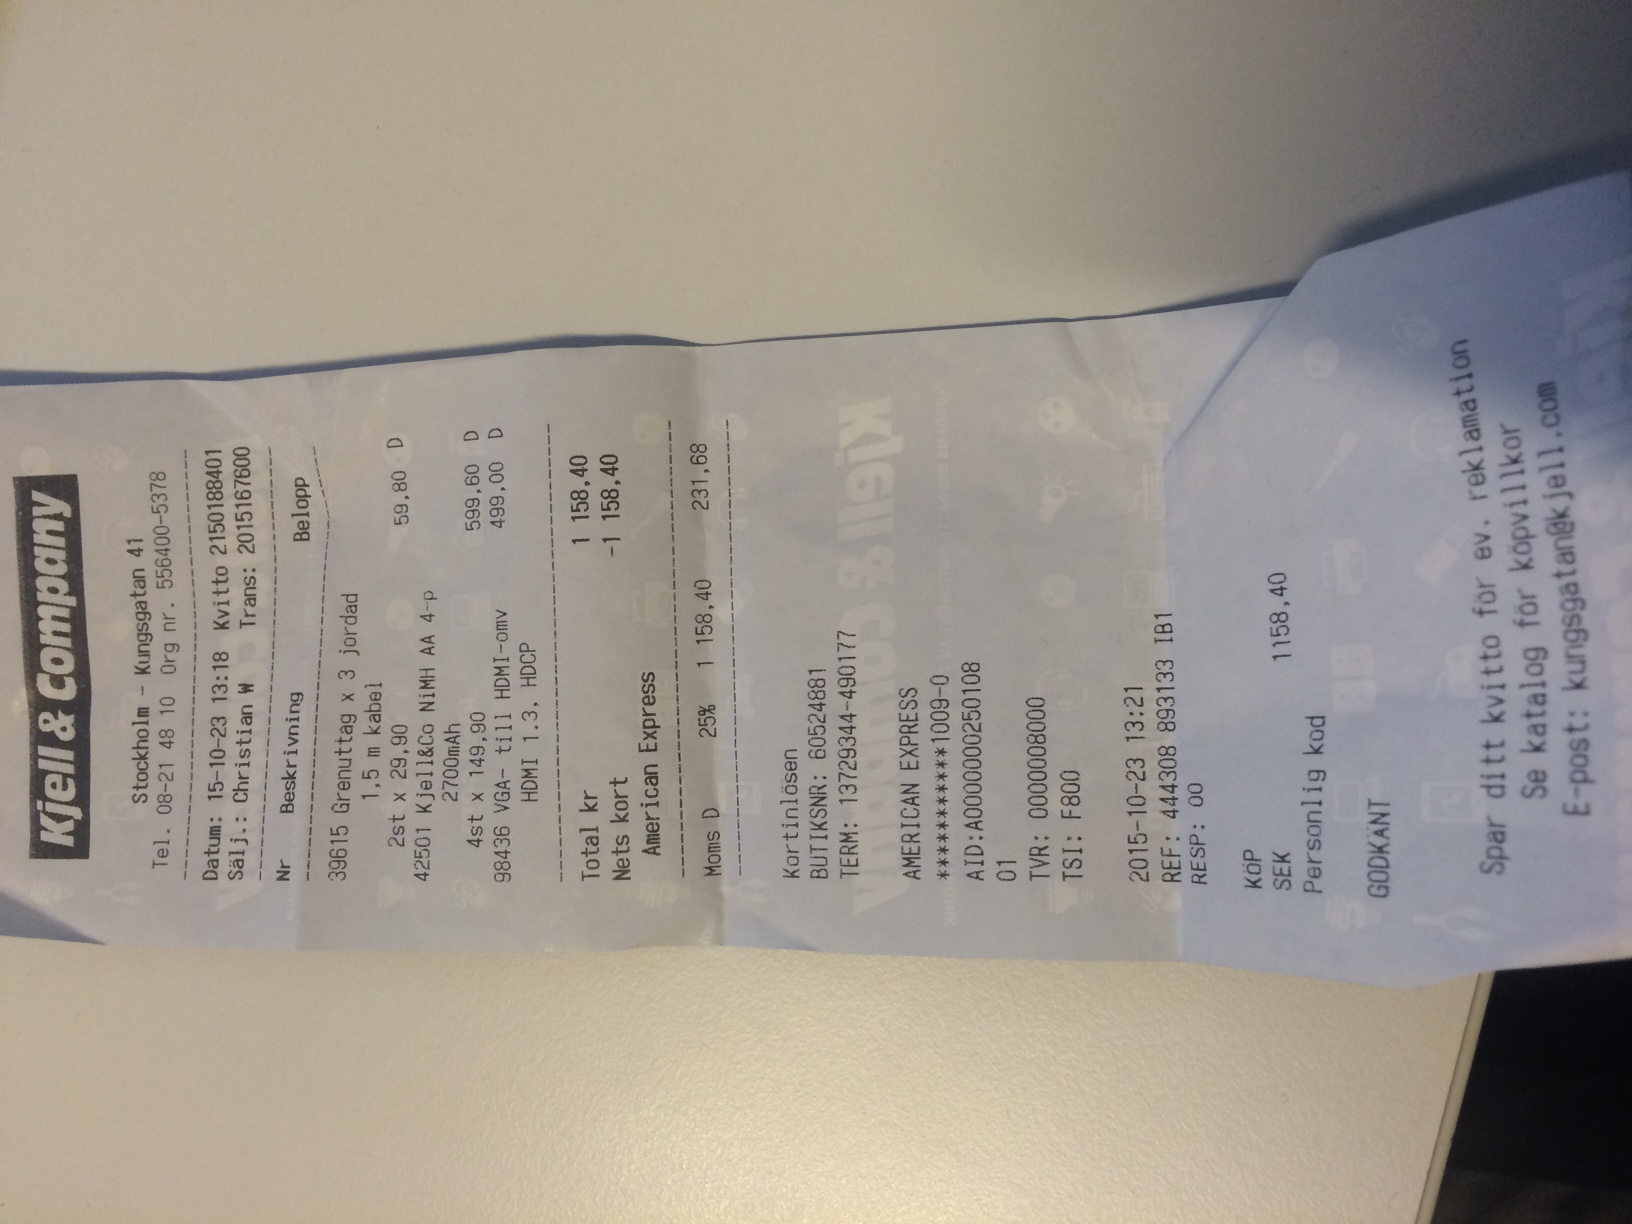 Kjell & Company
Stockholm - Kungsgatan 41
Tel. 08-21 48 10 Org nr. 556400-5378
Datum: 15-10-23 13:18 Kvitto 2150188401
Sälj.: Christian W Trans: 2015167600
Nr Beskrivning Belopp
39615 Grenuttag x 3 jordad
1,5 m kabel
2st x 29,90 59,80 D
42501 Kjell&Co NiMH AA 4-p
2700mAh
4st x 149,90 599,60 D
98436 VGA- till HDMI-omv 499,00 D
HDMI 1.3, HDCP
Total kr 1 158,40
Nets kort -1 158,40
American Express
Moms D 25% 1 158,40 231,68
Kortinlösen
BUTIKSNR: 60524881
TERM: 13729344-490177
AMERICAN EXPRESS
***********1009-0
AID:A0000000250108
01
TVR: 0000008000
TSI: F800
2015-10-23 13:21
REF: 444308 893133 IB1
RESP: 00
KÖP
SEK 1158,40
Personlig kod
GODKÄNT
Spar ditt kvitto för ev. reklamation
Se katalog för köpvillkor
E-post: kungsgatan@kjell.com